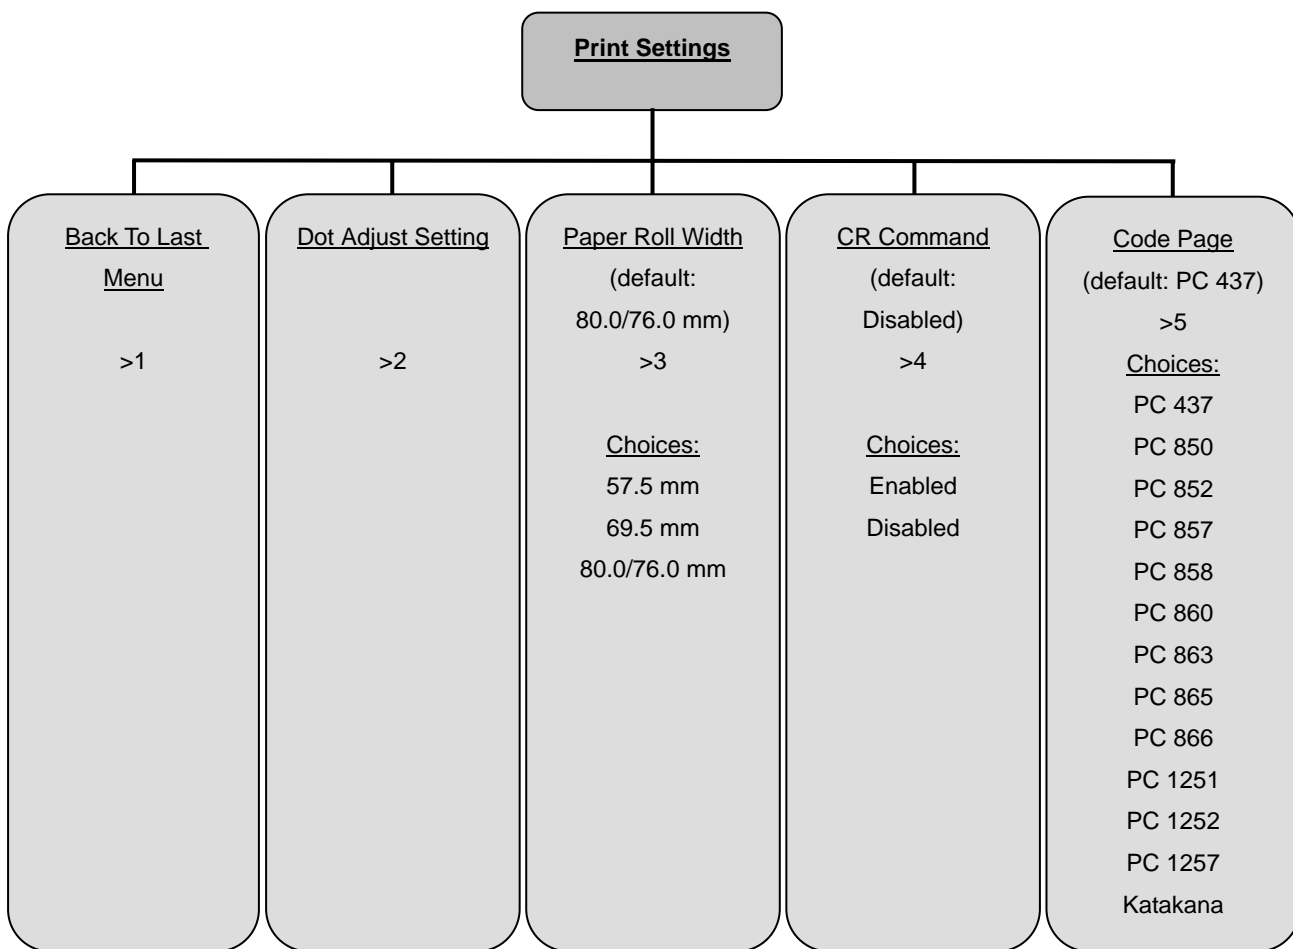 Print Settings
Back To Last
Menu
>1
Dot Adjust Setting
>2
Paper Roll Width
(default:
80.0/76.0 mm)
>3
Choices:
57.5 mm
69.5 mm
80.0/76.0 mm
CR Command
(default:
Disabled)
>4
Choices:
Enabled
Disabled
Code Page
(default: PC 437)
>5
Choices:
PC 437
PC 850
PC 852
PC 857
PC 858
PC 860
PC 863
PC 865
PC 866
PC 1251
PC 1252
PC 1257
Katakana